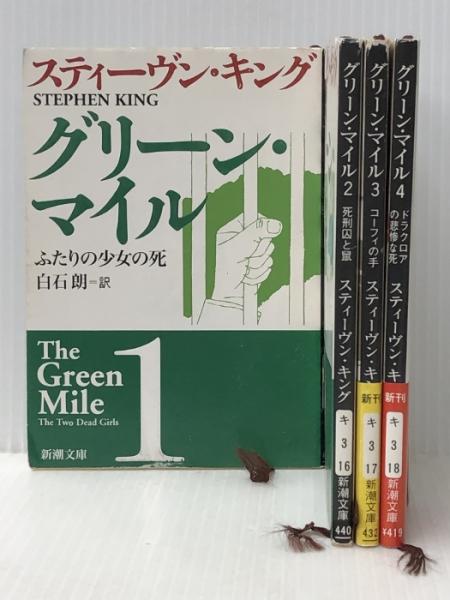 スティーヴン・キング
STEPHEN KING
グリーン・
マイル
ふたりの少女の死
白石 朗=訳
The
Green
Mile
The Two Dead Girls
1
新潮文庫
グリーン・マイル 2
死刑囚と鼠
スティーヴン・キング
キ
3
16
新潮文庫
440
グリーン・マイル 3
コーフィの手
スティーヴン・キ
新刊
キ
3
17
新潮文庫
432
グリーン・マイル 4
ドラクロア
の悲惨な死
スティーヴン・キ
新刊
キ
3
18
新潮文庫
¥419